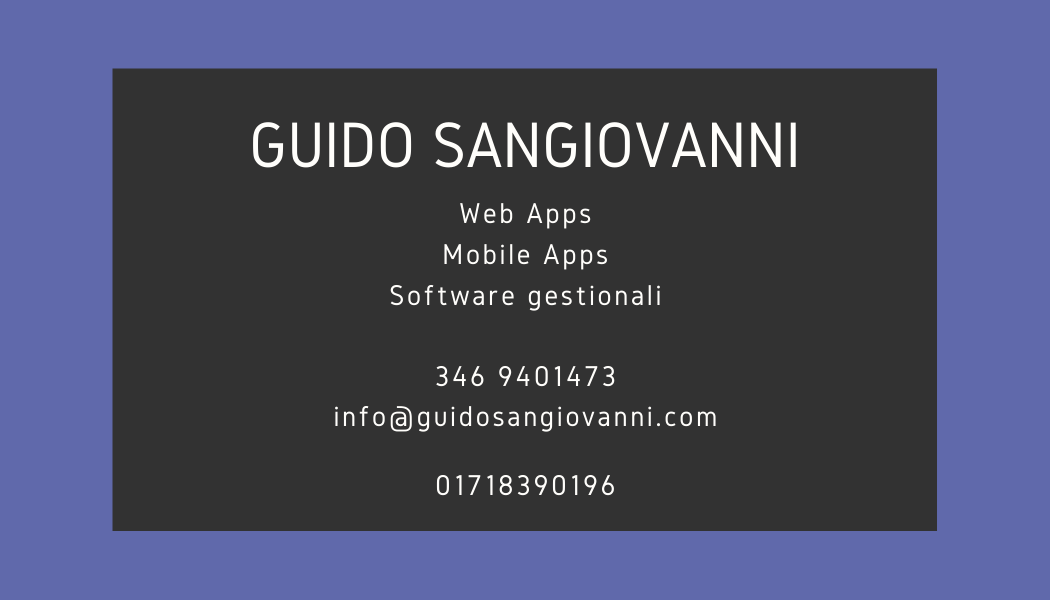 GUIDO SANGIOVANNI
Web Apps
Mobile Apps
Software gestionali
346 9401473
info@guidosangiovanni.com
01718390196